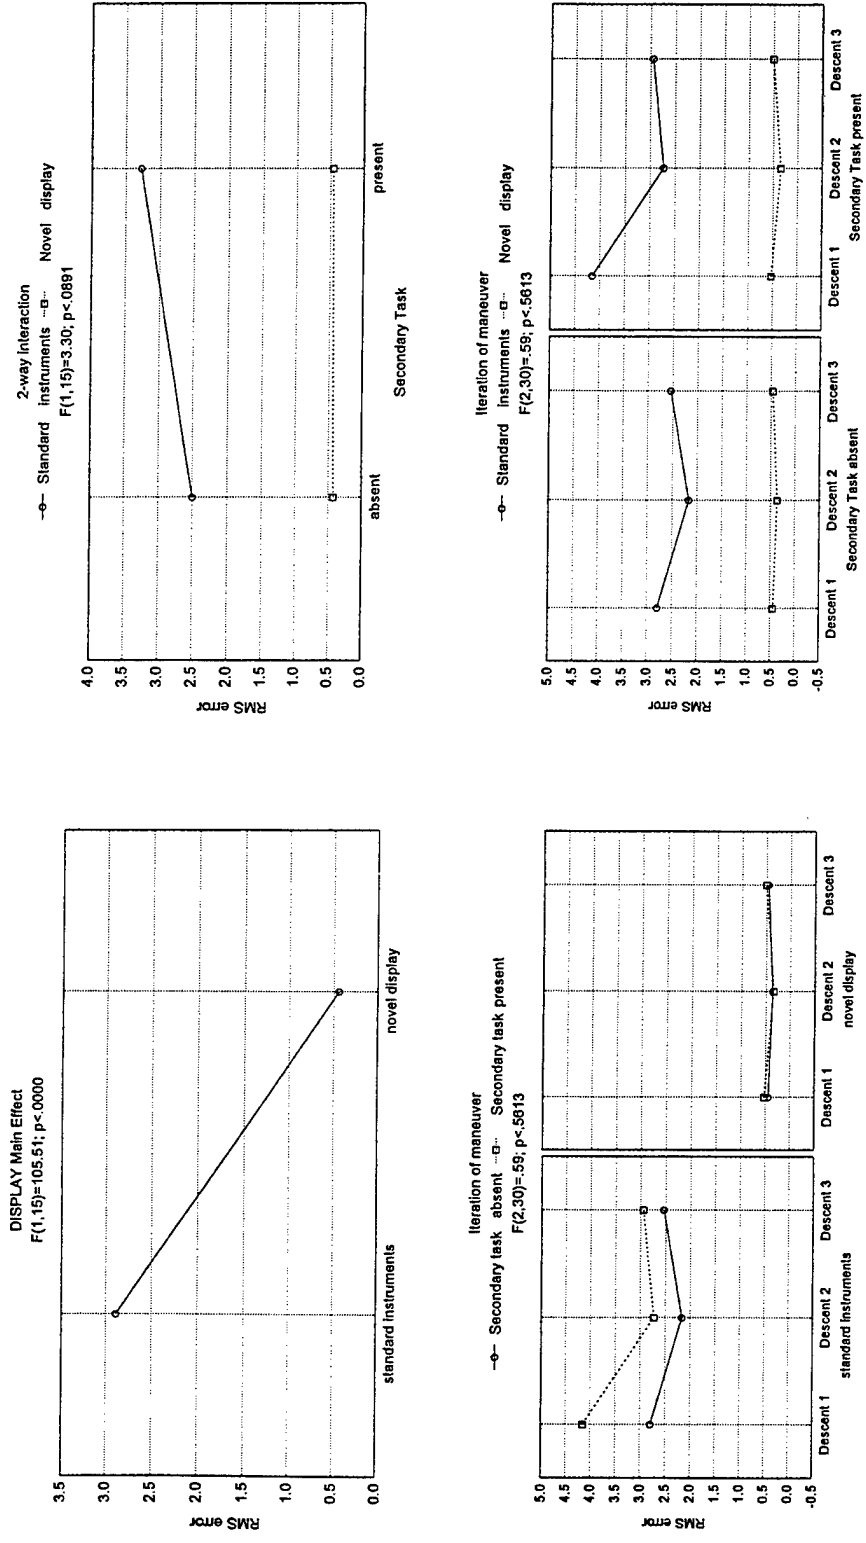 DISPLAY Main Effect
F(1,15)=105.51; p<.0000
3.5
3.0
2.5
2.0
1.5
1.0
0.5
0.0
RMS error
standard instruments
novel display
2-way interaction
Standard instruments
Novel display
F(1,15)=3.30; p<.0891
4.0
3.5
3.0
2.5
2.0
1.5
1.0
0.5
0.0
RMS error
absent
present
Secondary Task
Iteration of maneuver
Secondary task absent
Secondary task present
F(2,30)=.59; p<.5613
5.0
4.5
4.0
3.5
3.0
2.5
2.0
1.5
1.0
0.5
0.0
-0.5
RMS error
Descent 1
Descent 2
Descent 3
standard instruments
Descent 1
Descent 2
Descent 3
novel display
Iteration of maneuver
Standard instruments
Novel display
F(2,30)=.59; p<.5613
5.0
4.5
4.0
3.5
3.0
2.5
2.0
1.5
1.0
0.5
0.0
-0.5
RMS error
Descent 1
Descent 2
Descent 3
Secondary Task absent
Descent 1
Descent 2
Descent 3
Secondary Task present